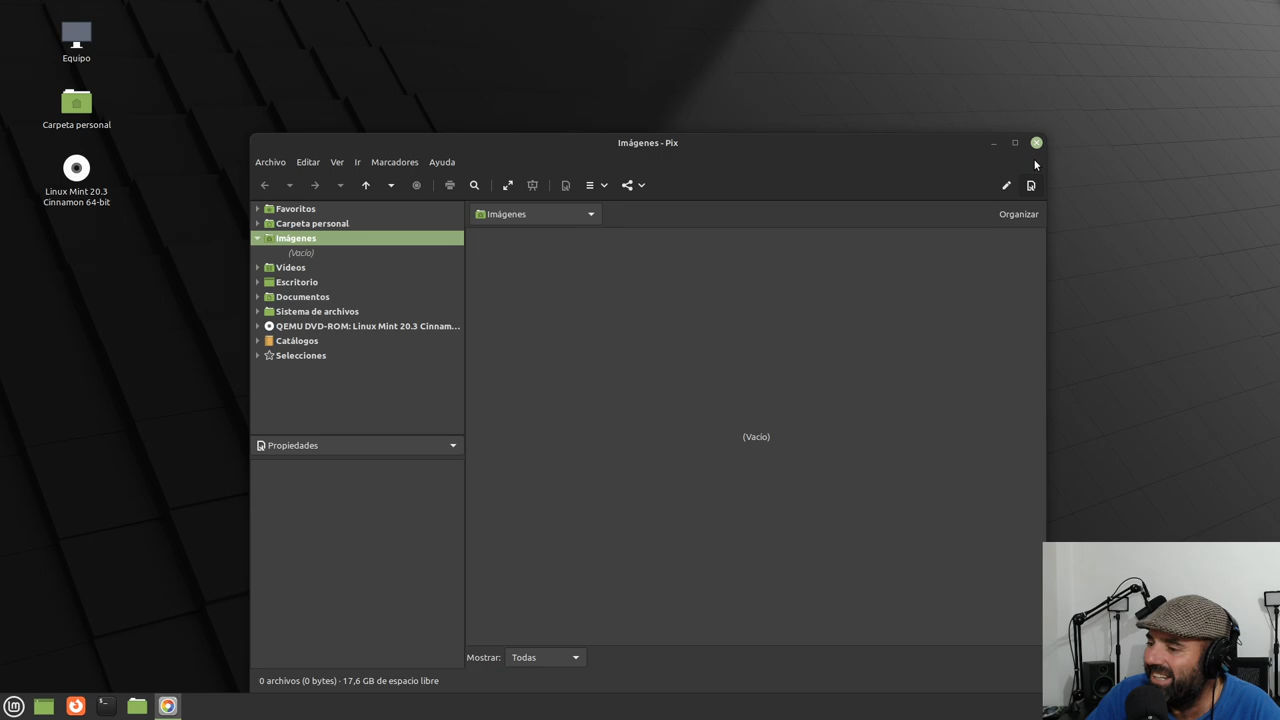 Equipo
Carpeta personal
Linux Mint 20.3
Cinnamon 64-bit
Imágenes - Pix
Archivo Editar Ver Ir Marcadores Ayuda
Favoritos
Carpeta personal
Imágenes
(Vacío)
Vídeos
Escritorio
Documentos
Sistema de archivos
QEMU DVD-ROM: Linux Mint 20.3 Cinnam...
Catálogos
Selecciones
Propiedades
Imágenes
Organizar
(Vacío)
Mostrar: Todas
0 archivos (0 bytes) · 17,6 GB de espacio libre